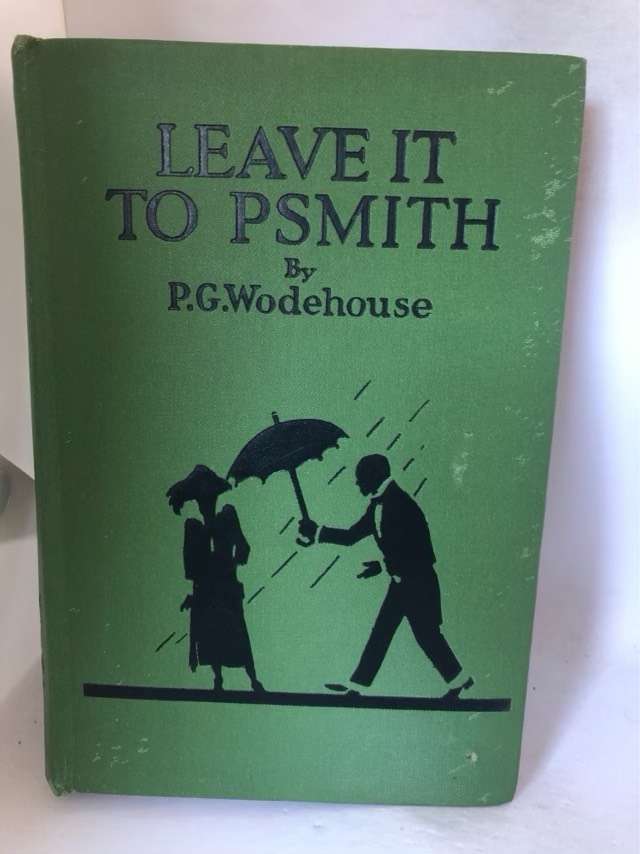 LEAVE IT
TO PSMITH
By
P.G.Wodehouse